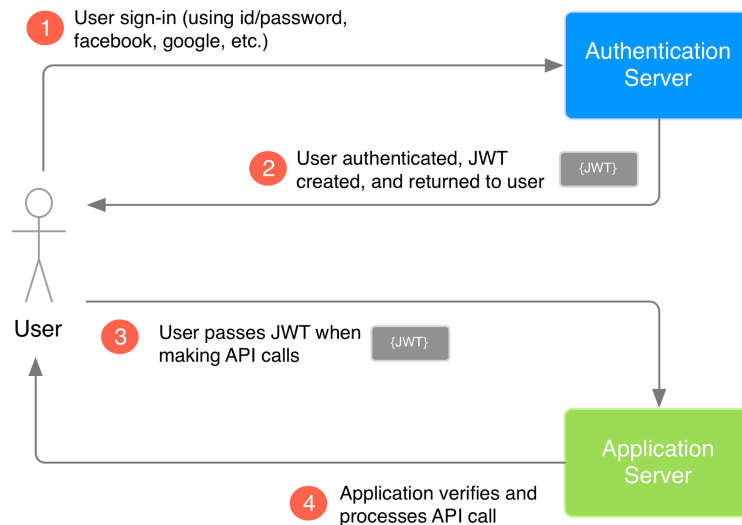 1
User sign-in (using id/password,
facebook, google, etc.)
Authentication
Server
2
User authenticated, JWT
created, and returned to user
{JWT}
User
3
User passes JWT when
making API calls
{JWT}
Application
Server
4
Application verifies and
processes API call